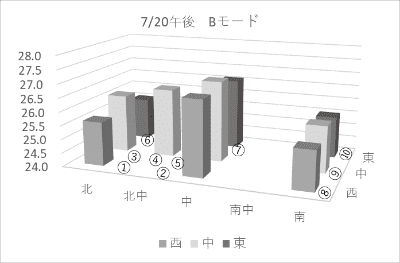 7/20午後　Bモード
28.0
27.5
27.0
26.5
26.0
25.5
25.0
24.5
24.0
① ③ ⑥
② ④ ⑤
⑦
⑧ ⑨ ⑩
北 北中 中 南中 南
西 中 東
西 中 東